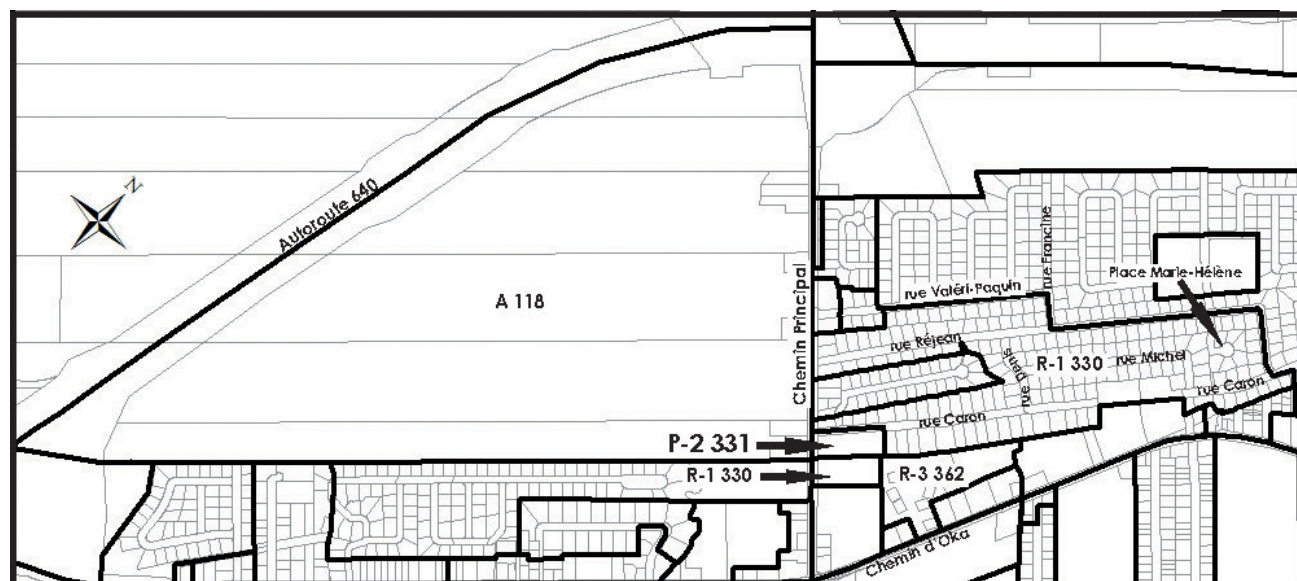 N
Autoroute 640
A 118
Chemin Principal
rue Francine
Place Marie-Hélène
rue Valéri-Paquin
rue Réjean
rue Denis
R-1 330
rue Michel
rue Caron
rue Caron
P-2 331
R-1 330
R-3 362
Chemin d'Oka